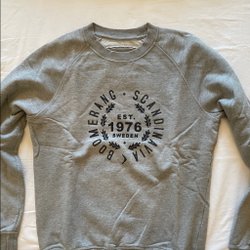 BOOMERANG • SCANDINAVIA
EST.
1976
SWEDEN